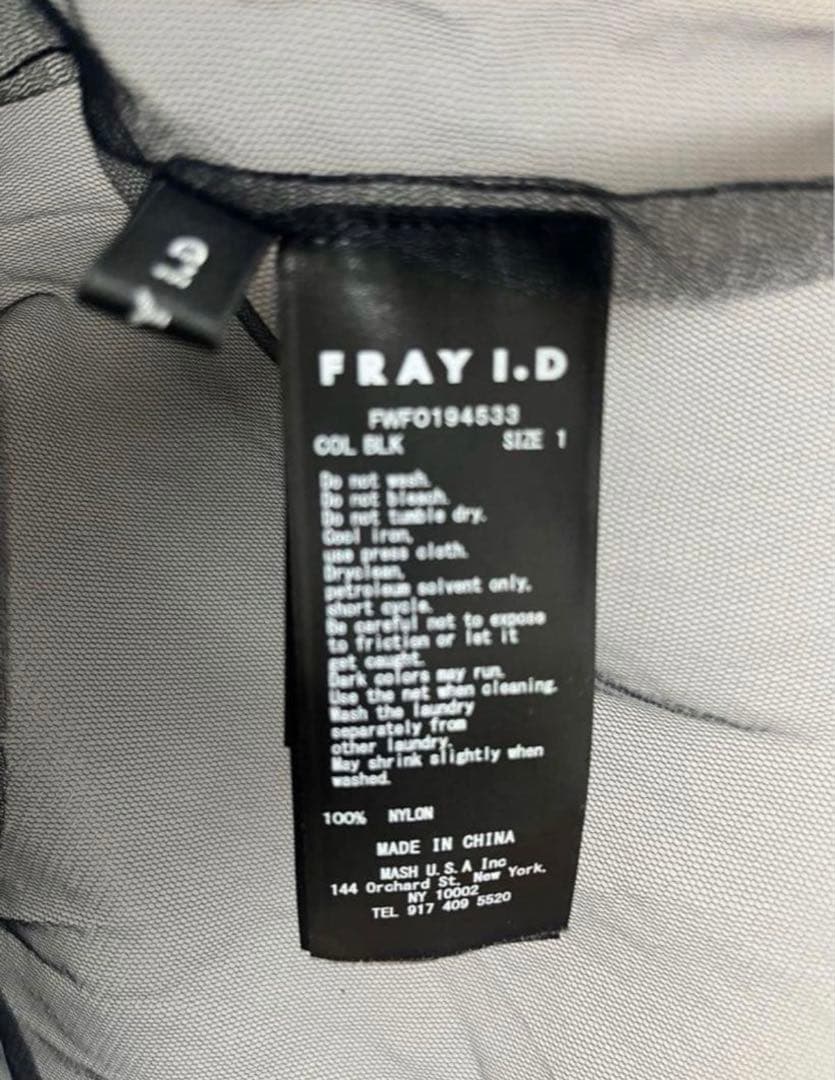 FRAY I.D
FWFO194533
COL BLK SIZE 1
Do not wash.
Do not bleach.
Do not tumble dry.
Cool iron,
use press cloth.
Dryclean,
petroleum solvent only,
short cycle.
Be careful not to expose
to friction or let it
get caught.
Dark colors may run.
Use the net when cleaning.
Wash the laundry
separately from
other laundry.
May shrink slightly when
washed.
100% NYLON
MADE IN CHINA
MASH U.S.A Inc
144 Orchard St. New York,
NY 10002
TEL 917 409 5520